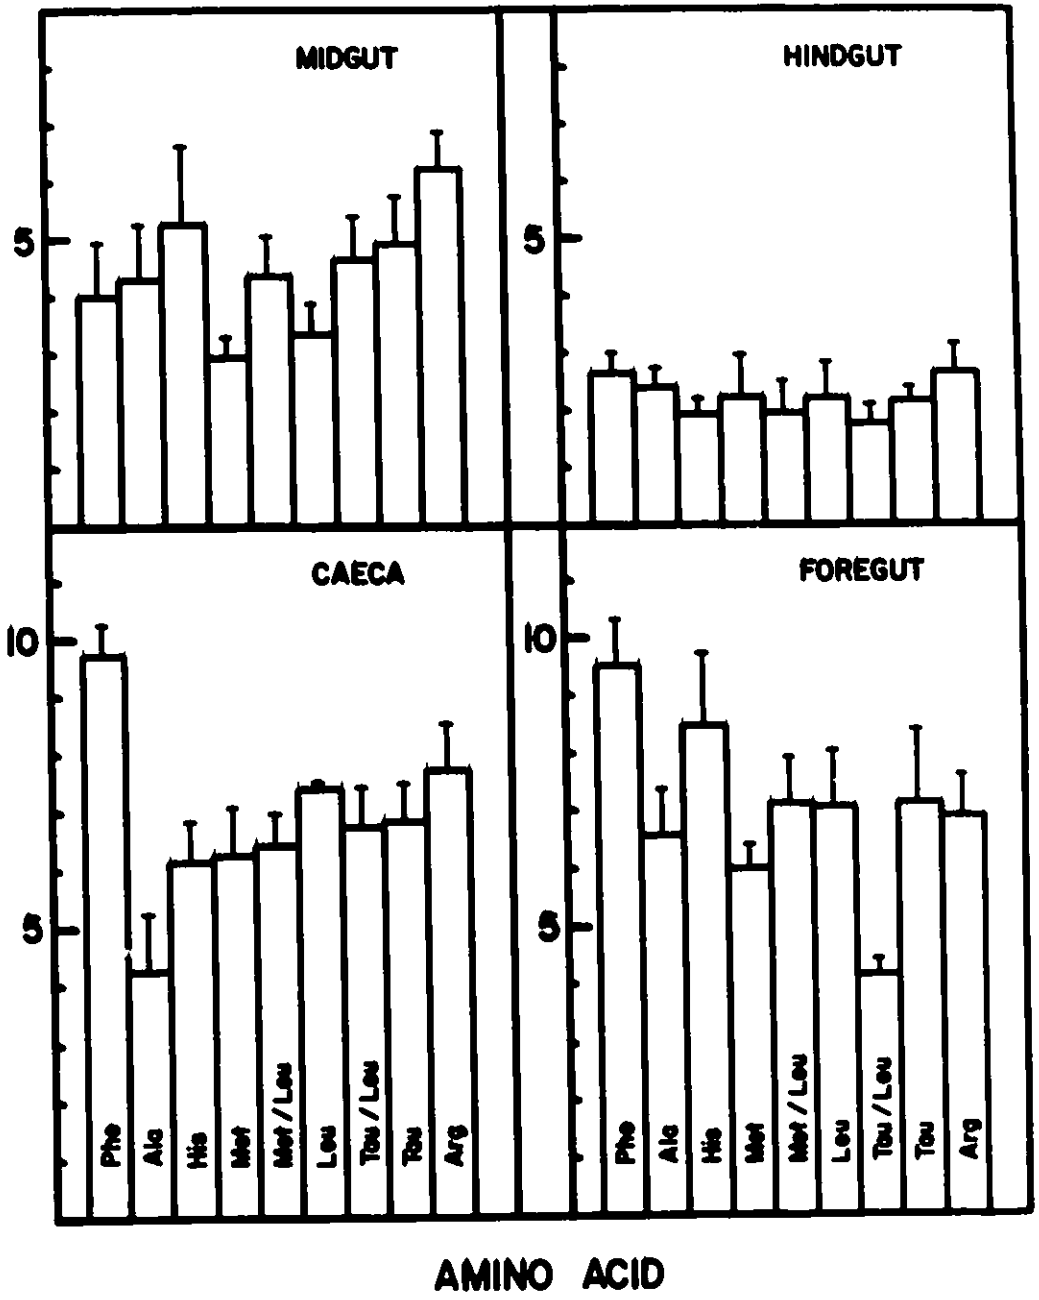 MIDGUT
HINDGUT
5
5
CAECA
FOREGUT
10
10
5
5
Phe
Ala
His
Met
Met / Leu
Leu
Tau / Leu
Tau
Arg
Phe
Ala
His
Met
Met / Leu
Leu
Tau / Leu
Tau
Arg
AMINO ACID